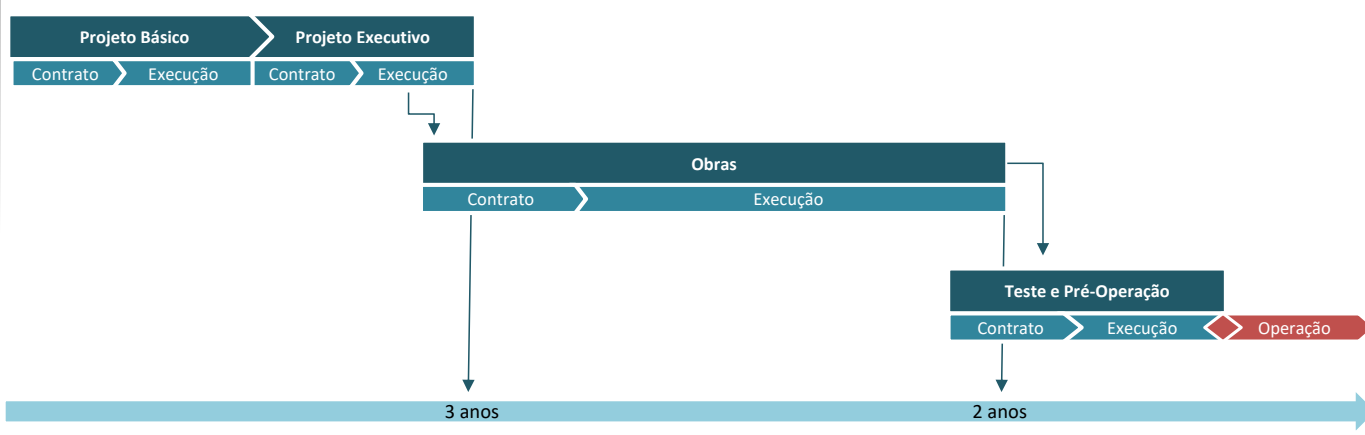 Projeto Básico
Projeto Executivo
Contrato
Execução
Contrato
Execução
Obras
Contrato
Execução
Teste e Pré-Operação
Contrato
Execução
Operação
3 anos
2 anos